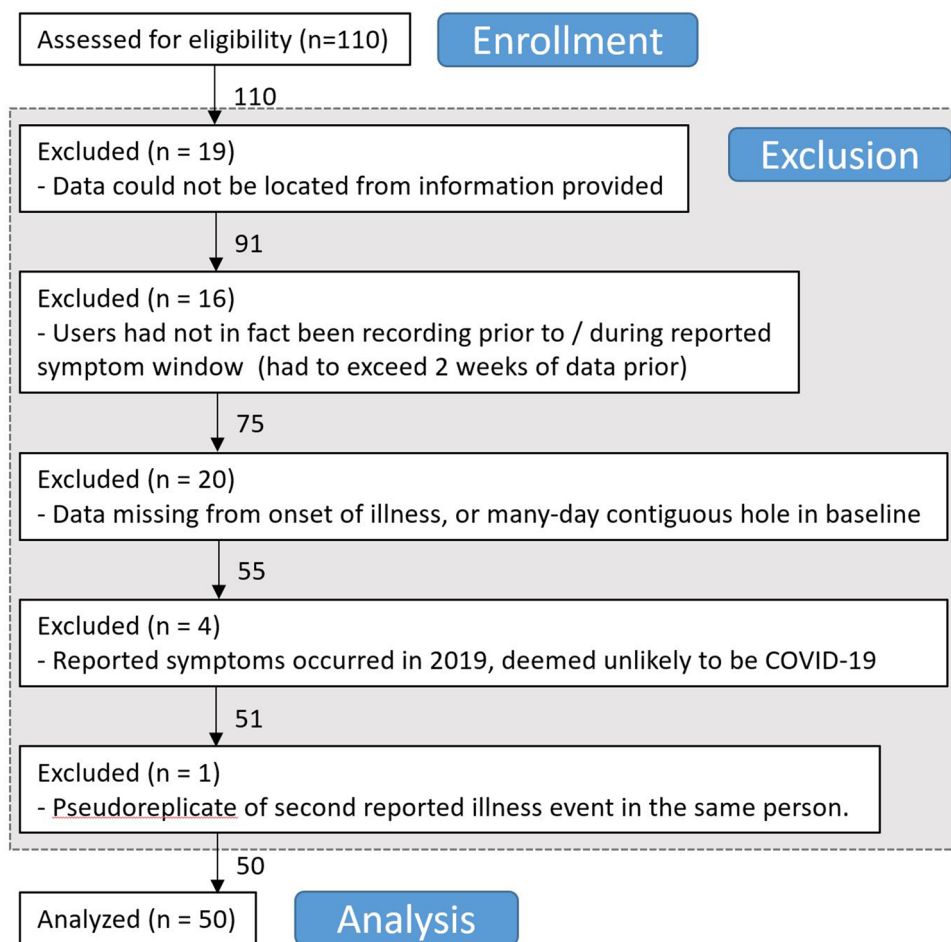 Assessed for eligibility (n=110)
Enrollment
110
Excluded (n = 19)
- Data could not be located from information provided
Exclusion
91
Excluded (n = 16)
- Users had not in fact been recording prior to / during reported
symptom window  (had to exceed 2 weeks of data prior)
75
Excluded (n = 20)
- Data missing from onset of illness, or many-day contiguous hole in baseline
55
Excluded (n = 4)
- Reported symptoms occurred in 2019, deemed unlikely to be COVID-19
51
Excluded (n = 1)
- Pseudoreplicate of second reported illness event in the same person.
50
Analyzed (n = 50)
Analysis